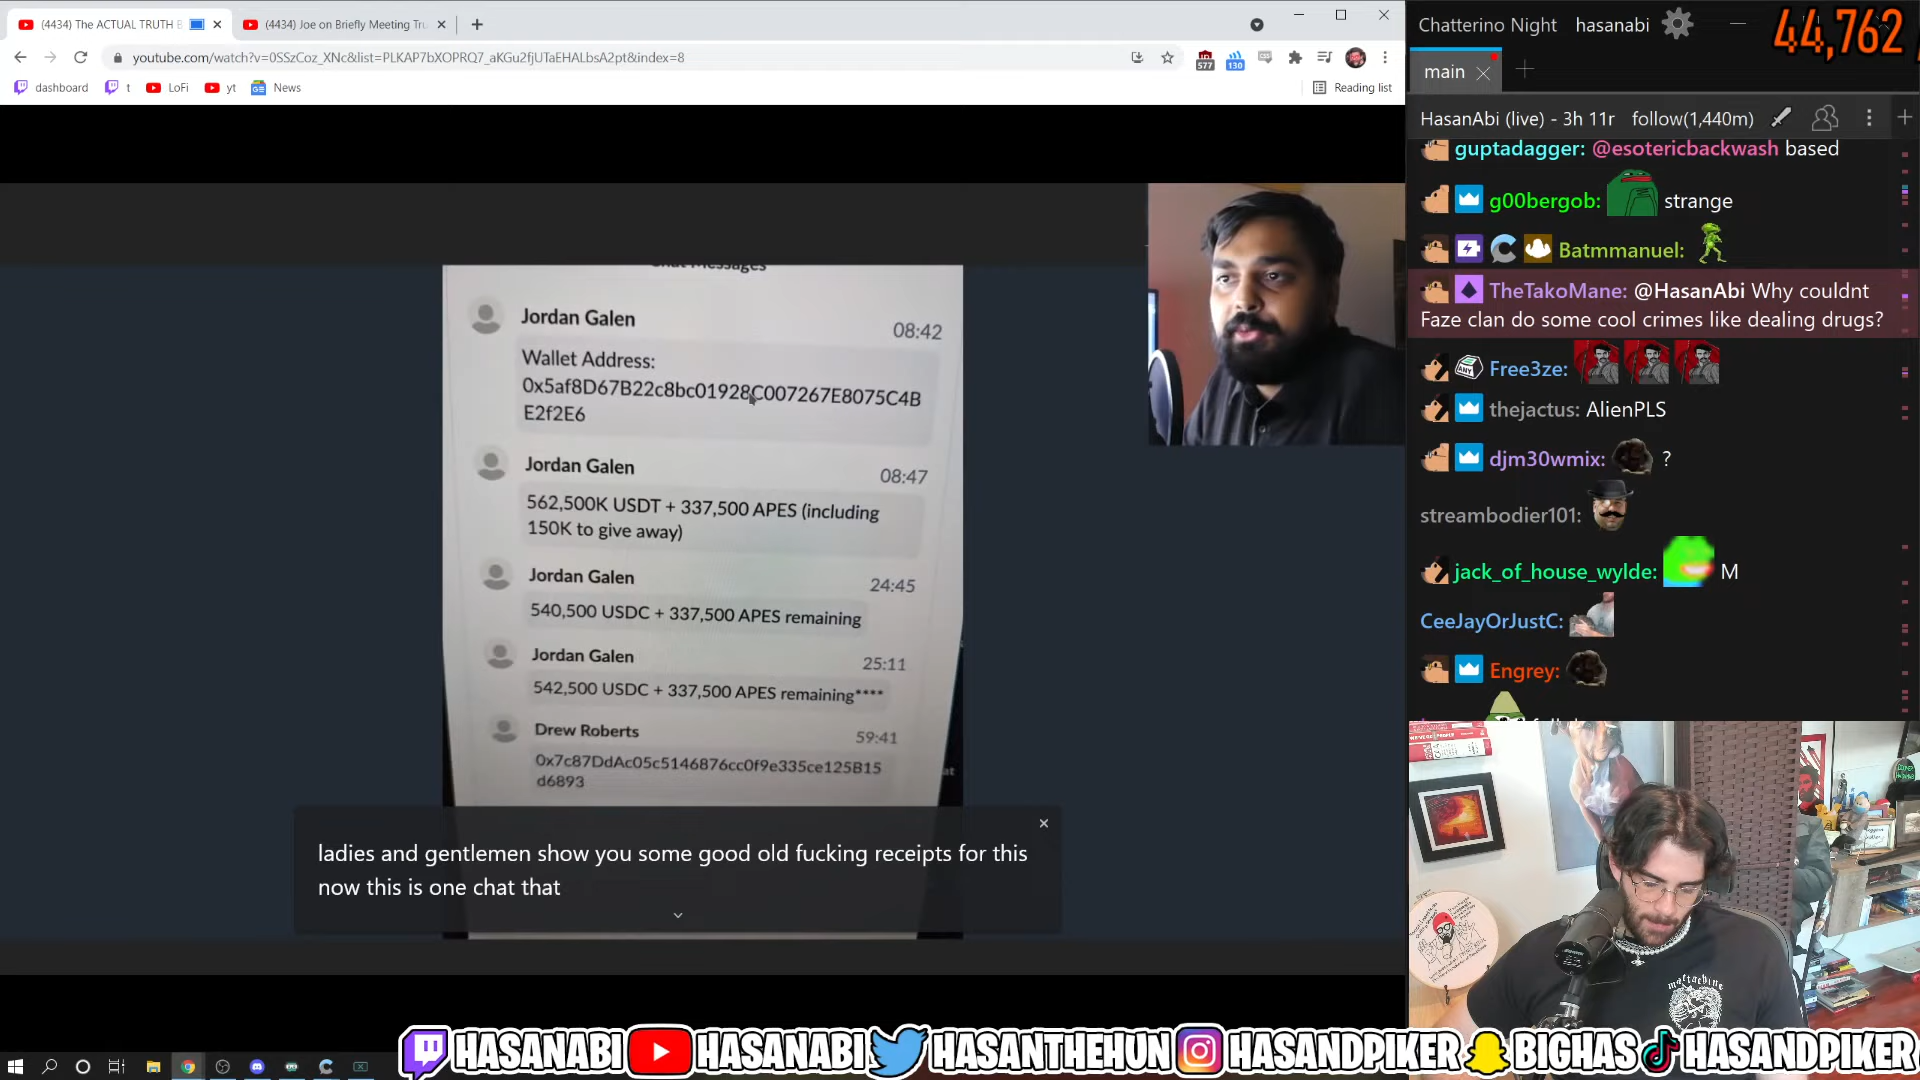 (4434) The ACTUAL TRUTH B
(4434) Joe on Briefly Meeting Tru
youtube.com/watch?v=0SSzCoz_XNc&list=PLKAP7bXOPRQ7_aKGu2fjUTaEHALbsA2pt&index=8
577
130
dashboard
t
LoFi
yt
News
Reading list
Chat Messages
Jordan Galen
08:42
Wallet Address:
0x5af8D67B22c8bc01928C007267E8075C4B
E2f2E6
Jordan Galen
08:47
562,500K USDT + 337,500 APES (including
150K to give away)
Jordan Galen
24:45
540,500 USDC + 337,500 APES remaining
Jordan Galen
25:11
542,500 USDC + 337,500 APES remaining****
Drew Roberts
59:41
0x7c87DdAc05c5146876cc0f9e335ce125B15
d6893
ladies and gentlemen show you some good old fucking receipts for this
now this is one chat that
Chatterino Night
hasanabi
44,762
main
HasanAbi (live) - 3h 11r follow(1,440m)
guptadagger: @esotericbackwash based
g00bergob: strange
Batmmanuel:
TheTakoMane: @HasanAbi Why couldnt
Faze clan do some cool crimes like dealing drugs?
Free3ze:
thejactus: AlienPLS
djm30wmix: ?
streambodier101:
jack_of_house_wylde: M
CeeJayOrJustC:
Engrey:
HASANABI
HASANABI
HASANTHEHUN
HASANDPIKER
BIGHAS
HASANDPIKER